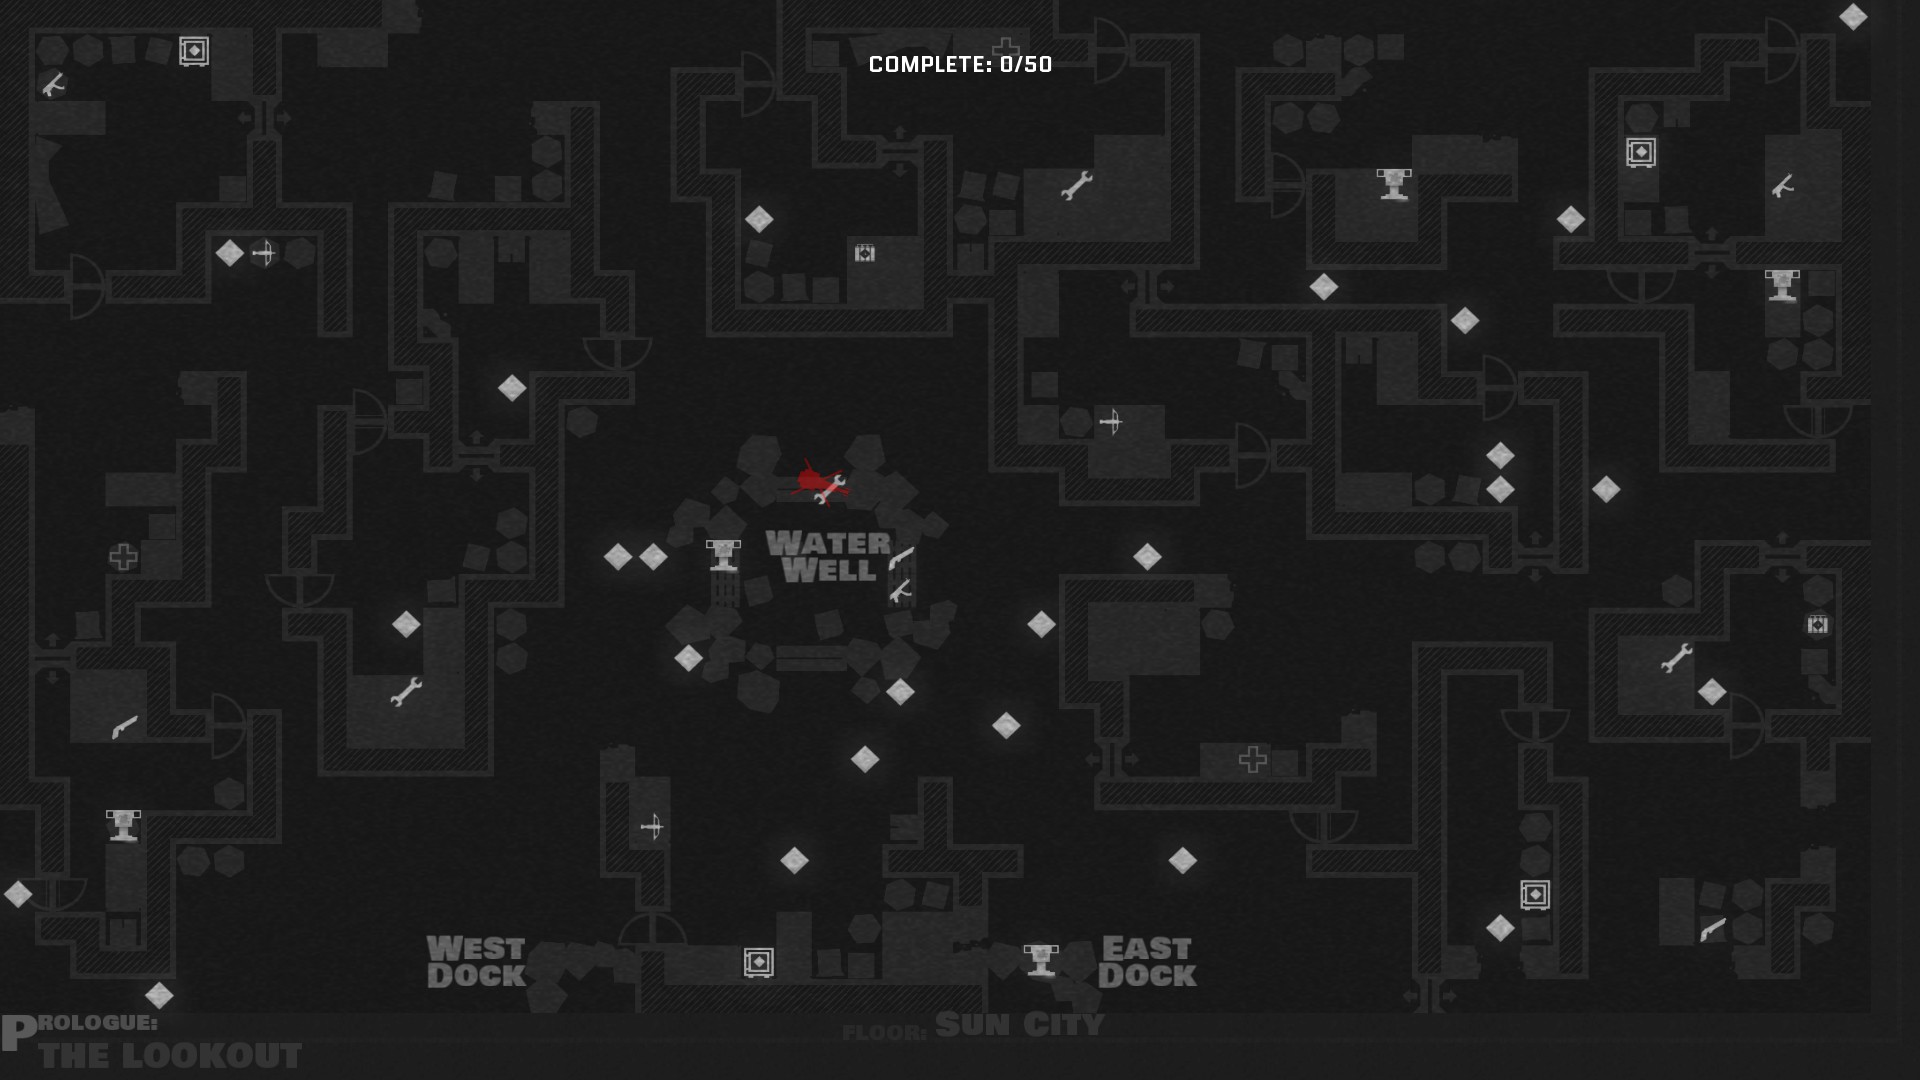 COMPLETE: 0/50
WATER
WELL
WEST
DOCK
EAST
DOCK
PROLOGUE:
THE LOOKOUT
FLOOR: SUN CITY